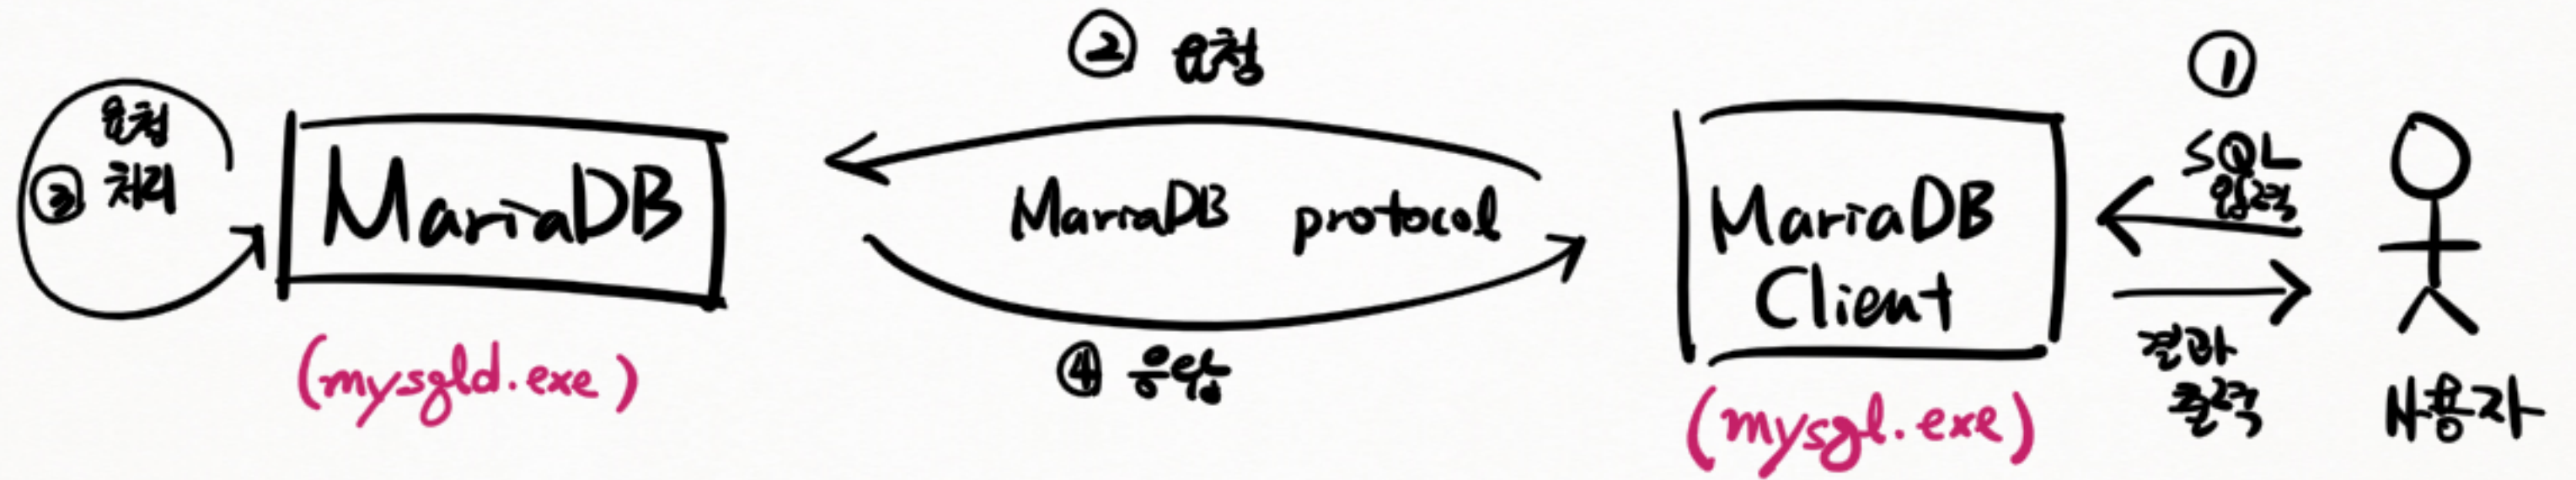 ② 요청
①
요청
③ 처리
SQL
입력
MariaDB
MariaDB protocol
MariaDB
Client
④ 응답
결과
출력
사용자
(mysqld.exe)
(mysql.exe)